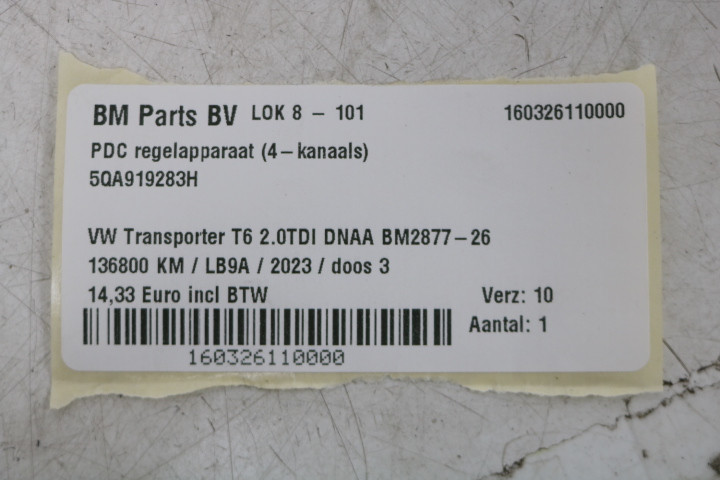 BM Parts BV LOK 8 - 101 160326110000
PDC regelapparaat (4-kanaals)
5QA919283H
VW Transporter T6 2.0TDI DNAA BM2877-26
136800 KM / LB9A / 2023 / doos 3
14,33 Euro incl BTW Verz: 10
Aantal: 1
160326110000